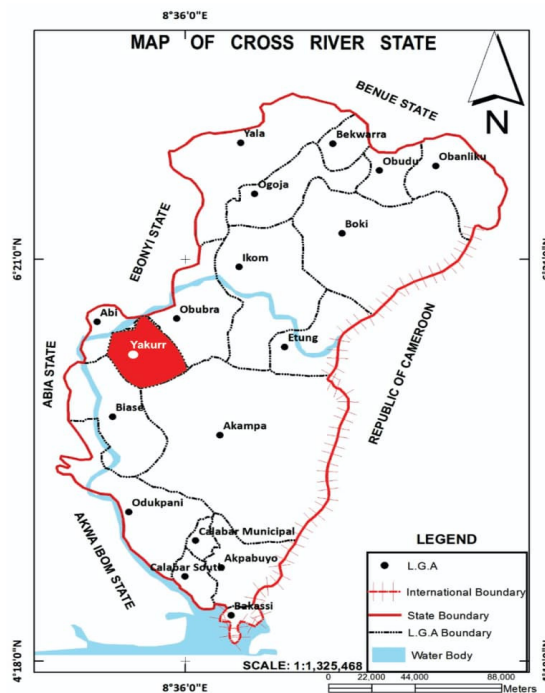 8°36'0"E
MAP OF CROSS RIVER STATE
BENUE STATE
N
Yala
Bekwarra
Obudu
Obanliku
Ogoja
Boki
EBONYI STATE
6°21'0"N
Ikom
Abi
Obubra
Etung
Yakurr
ABIA STATE
REPUBLIC OF CAMEROON
Biase
Akampa
Odukpani
Calabar Municipal
AKWA IBOM STATE
Akpabuyo
Calabar South
Bakassi
LEGEND
L.G.A
International Boundary
State Boundary
L.G.A Boundary
Water Body
4°18'0"N
SCALE: 1:1,325,468
0 22,000 44,000 88,000
Meters
8°36'0"E